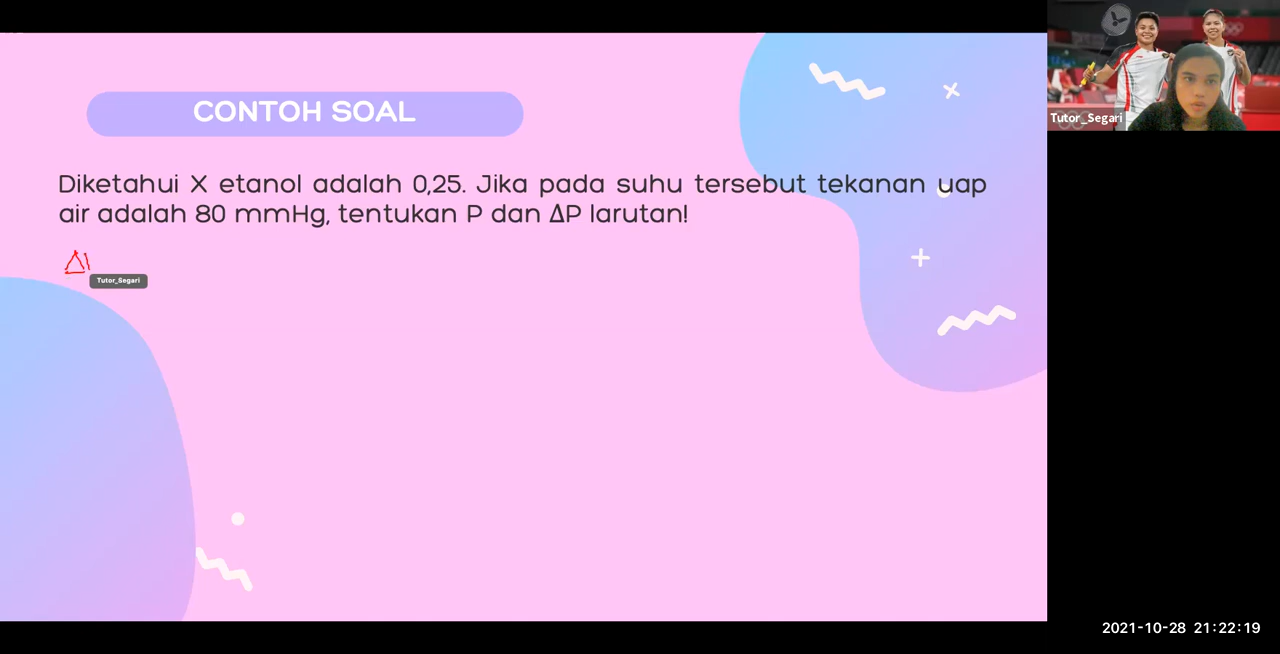 CONTOH SOAL
Diketahui X etanol adalah 0,25. Jika pada suhu tersebut tekanan uap
air adalah 80 mmHg, tentukan P dan ΔP larutan!
Tutor_Segari
Tutor_Segari
2021-10-28 21:22:19